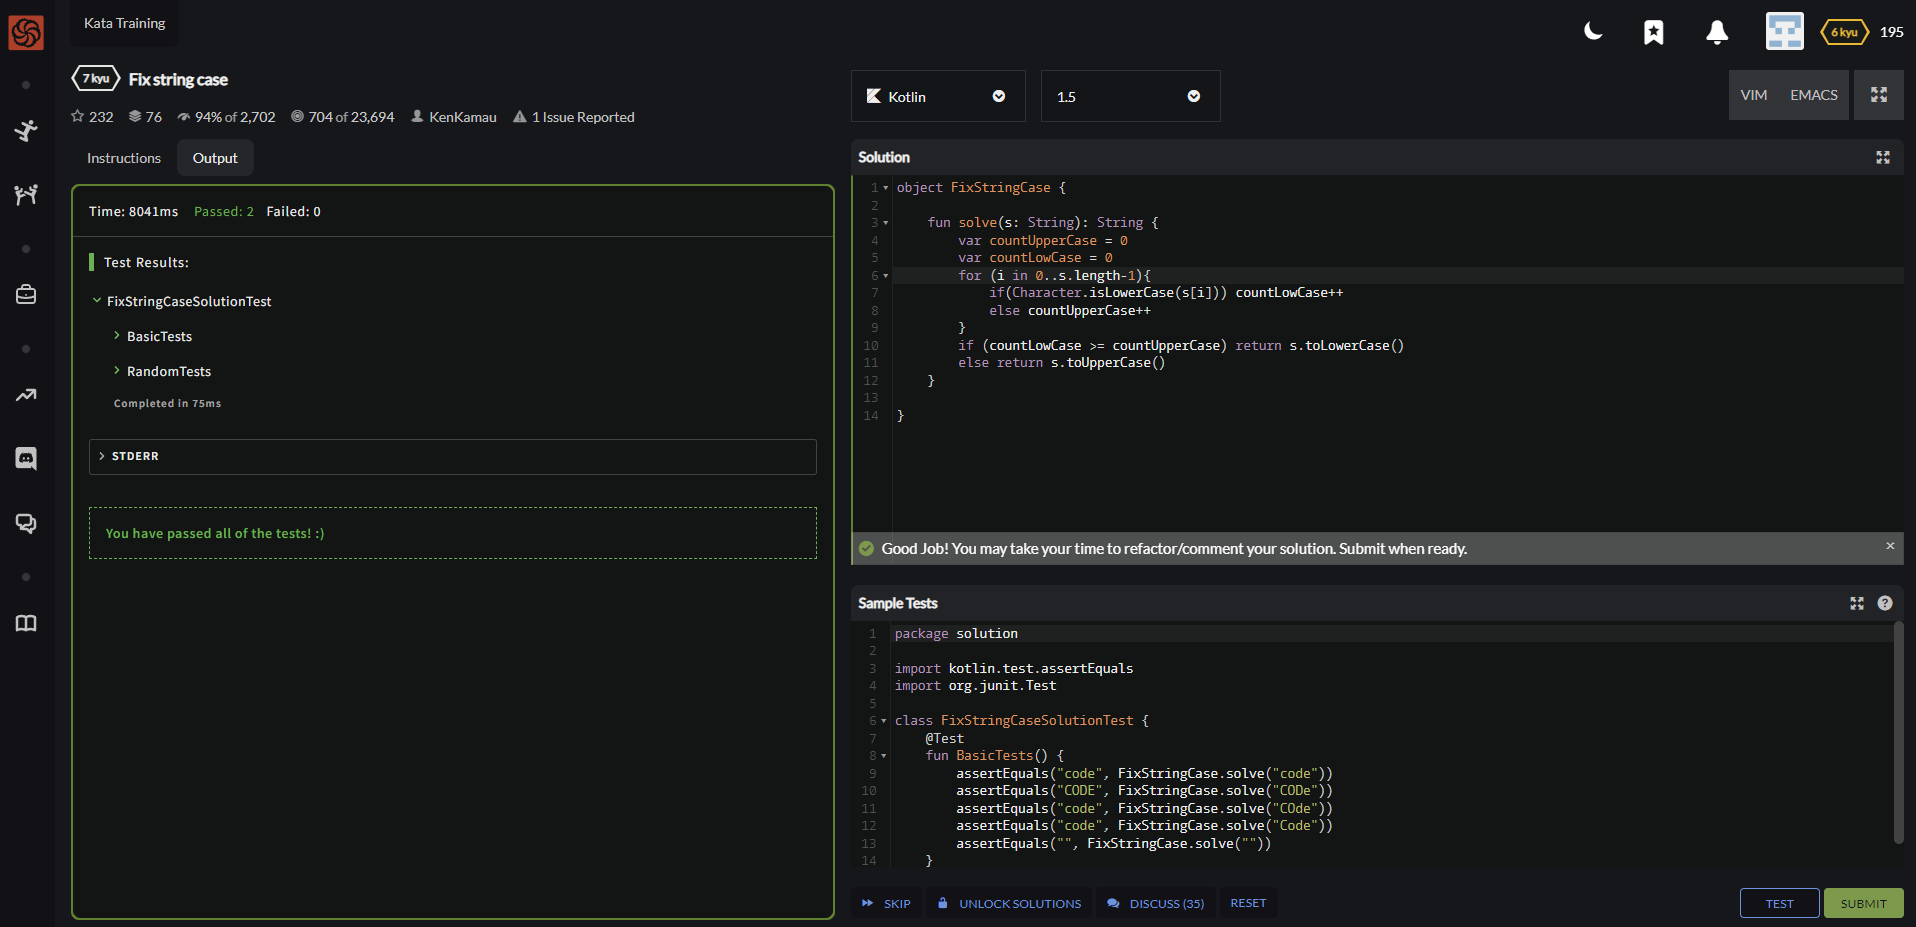 Kata Training
6 kyu 195
7 kyu Fix string case
232 76 94% of 2,702 704 of 23,694 KenKamau 1 Issue Reported
Instructions Output
Time: 8041ms Passed: 2 Failed: 0
Test Results:
FixStringCaseSolutionTest
BasicTests
RandomTests
Completed in 75ms
STDERR
You have passed all of the tests! :)
Kotlin 1.5 VIM EMACS
Solution
1 object FixStringCase {
2
3     fun solve(s: String): String {
4         var countUpperCase = 0
5         var countLowCase = 0
6         for (i in 0..s.length-1){
7             if(Character.isLowerCase(s[i])) countLowCase++
8             else countUpperCase++
9         }
10         if (countLowCase >= countUpperCase) return s.toLowerCase()
11         else return s.toUpperCase()
12     }
13
14 }
Good Job! You may take your time to refactor/comment your solution. Submit when ready. ×
Sample Tests ?
1 package solution
2
3 import kotlin.test.assertEquals
4 import org.junit.Test
5
6 class FixStringCaseSolutionTest {
7     @Test
8     fun BasicTests() {
9         assertEquals("code", FixStringCase.solve("code"))
10         assertEquals("CODE", FixStringCase.solve("CODe"))
11         assertEquals("code", FixStringCase.solve("COde"))
12         assertEquals("code", FixStringCase.solve("Code"))
13         assertEquals("", FixStringCase.solve(""))
14     }
SKIP UNLOCK SOLUTIONS DISCUSS (35) RESET TEST SUBMIT